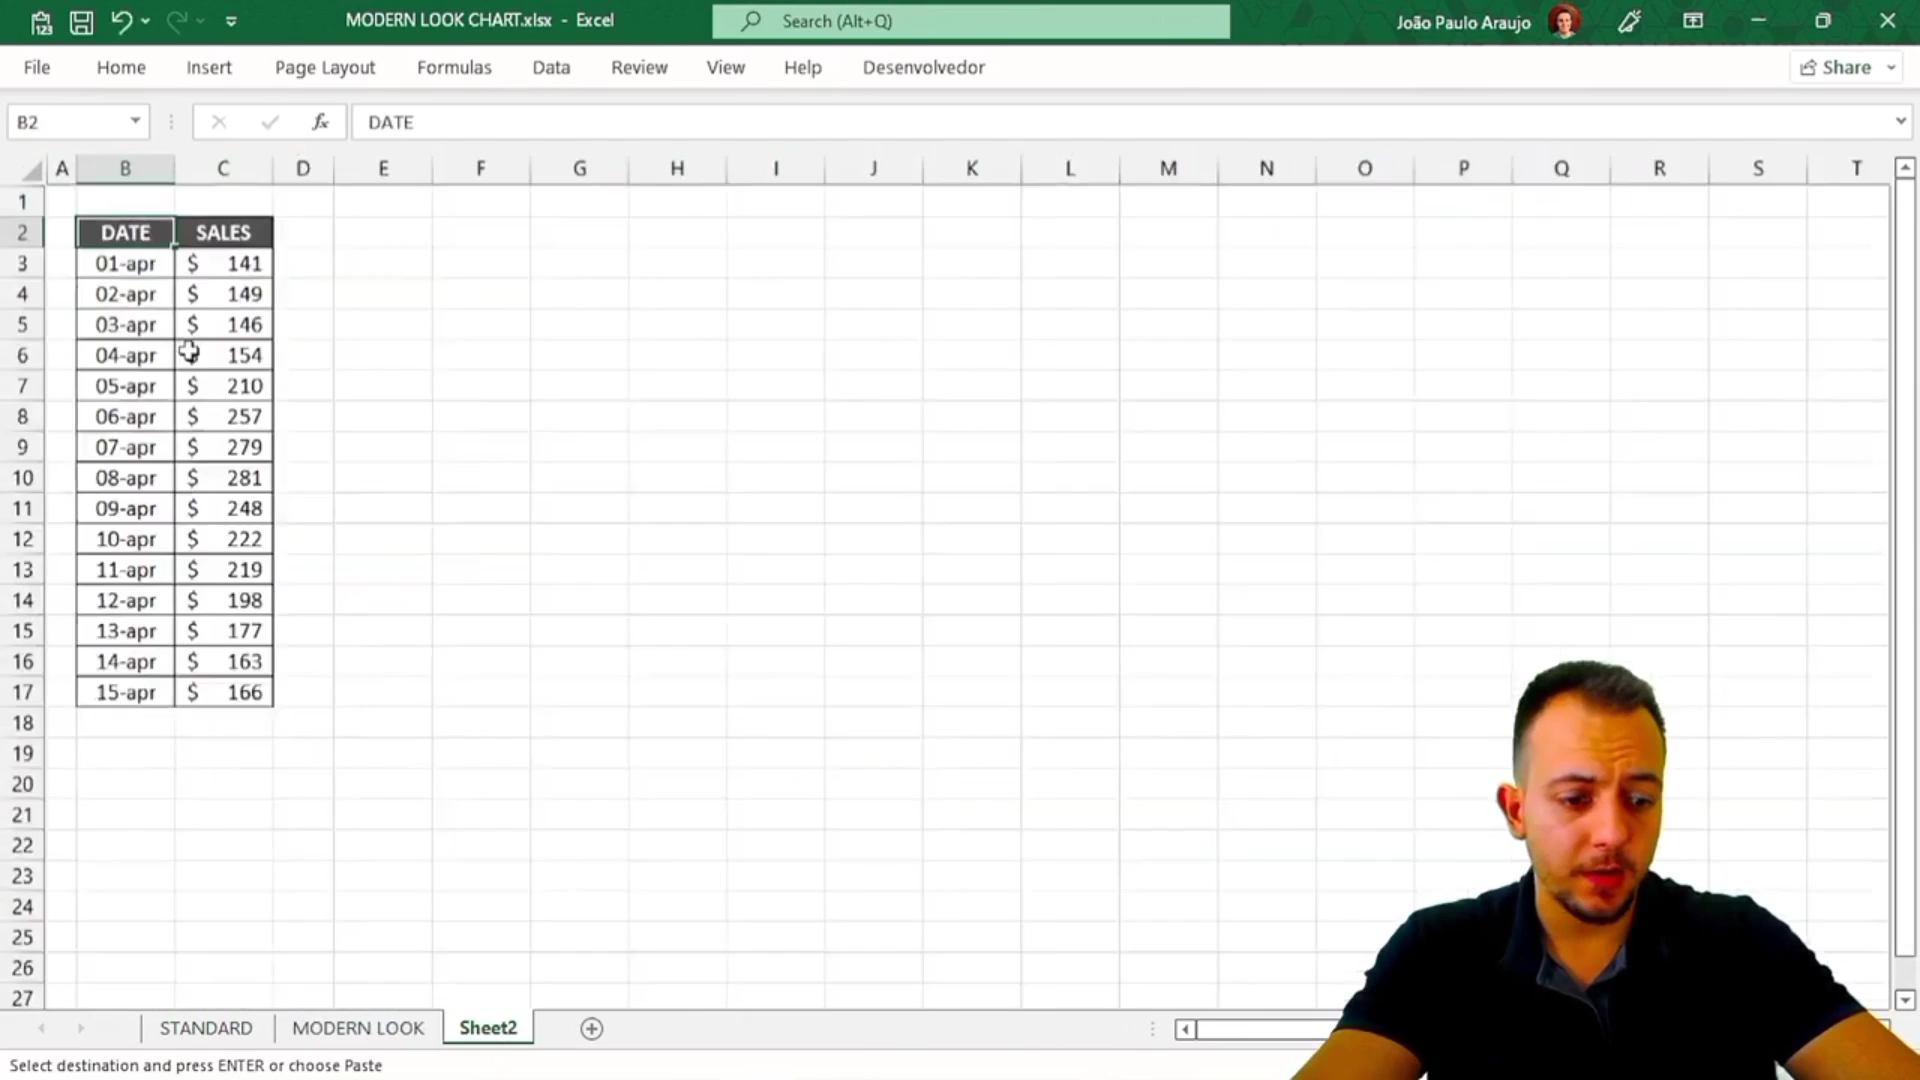 MODERN LOOK CHART.xlsx - Excel
Search (Alt+Q)
João Paulo Araujo
File Home Insert Page Layout Formulas Data Review View Help Desenvolvedor Share
B2 fx DATE
A B C D E F G H I J K L M N O P Q R S T
1
2 DATE SALES
3 01-apr $ 141
4 02-apr $ 149
5 03-apr $ 146
6 04-apr 154
7 05-apr $ 210
8 06-apr $ 257
9 07-apr $ 279
10 08-apr $ 281
11 09-apr $ 248
12 10-apr $ 222
13 11-apr $ 219
14 12-apr $ 198
15 13-apr $ 177
16 14-apr $ 163
17 15-apr $ 166
18
19
20
21
22
23
24
25
26
27
STANDARD MODERN LOOK Sheet2
Select destination and press ENTER or choose Paste